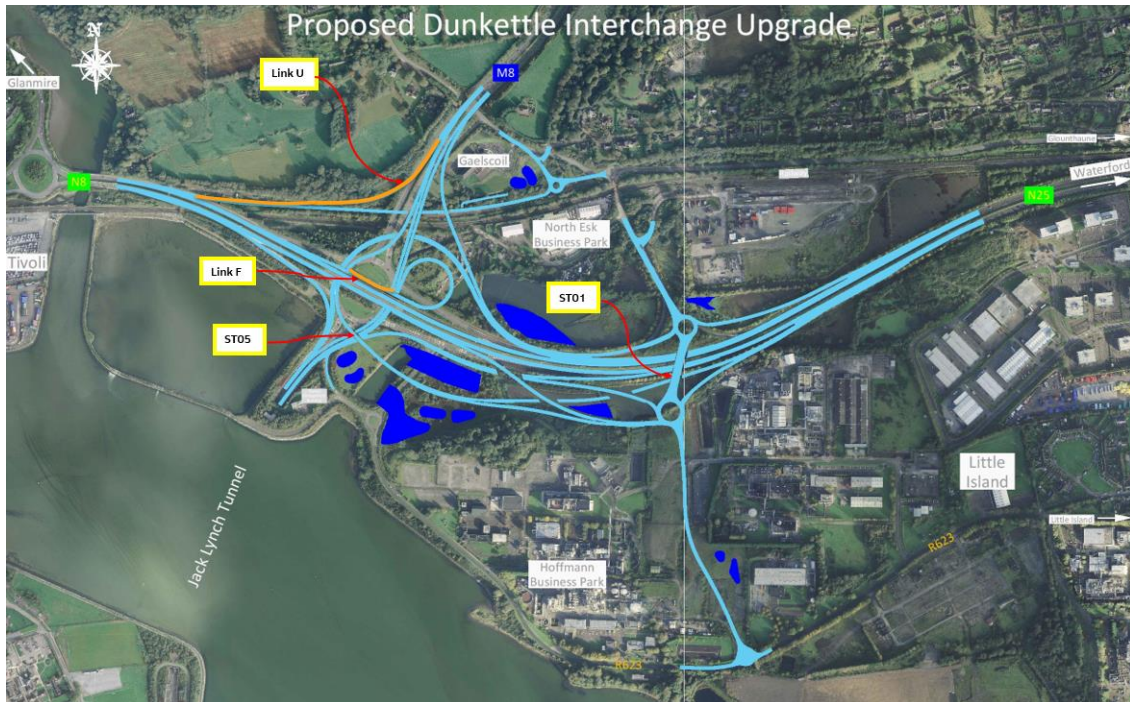 Proposed Dunkettle Interchange Upgrade
N
Glanmire
Link U
M8
Gaelscoil
Glounthaune
Waterford
N8
N25
North Esk
Business Park
Tivoli
Link F
ST01
ST05
Little
Island
Jack Lynch Tunnel
Little Island
R623
Hoffmann
Business Park
R623